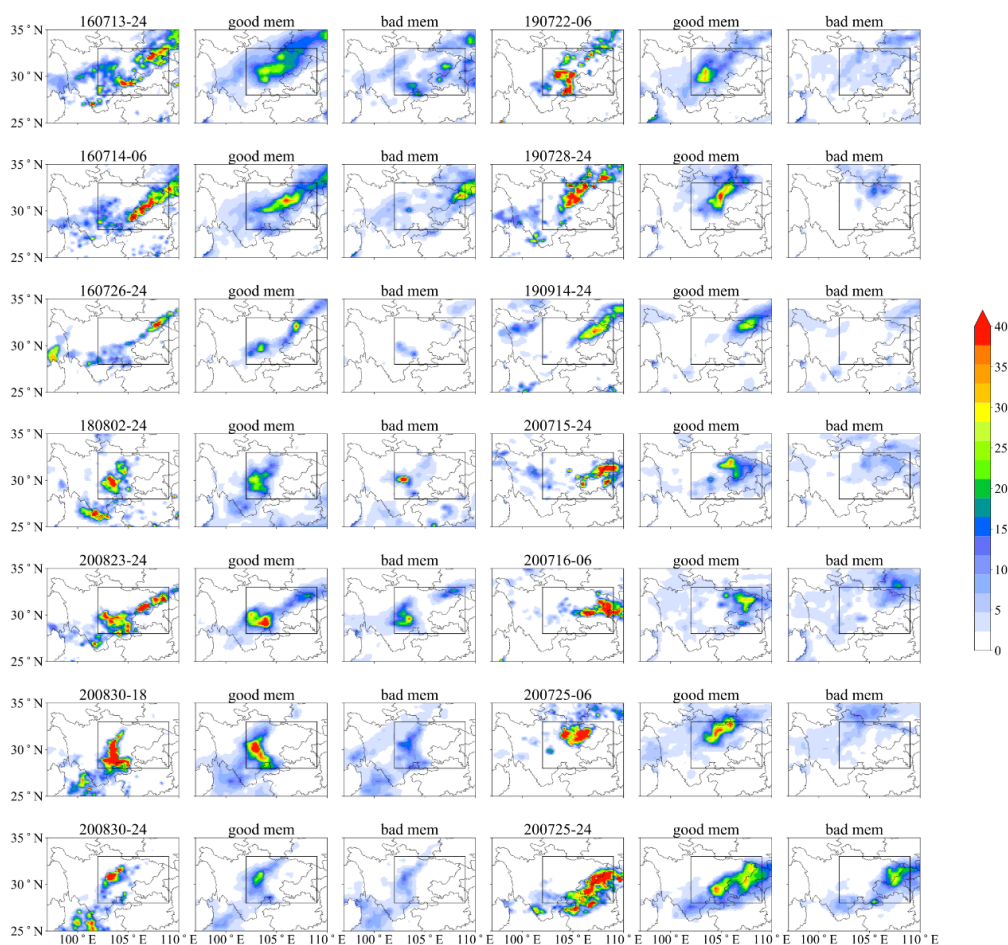 160713-24 good mem bad mem 190722-06 good mem bad mem
35°N
30°N
25°N
160714-06 good mem bad mem 190728-24 good mem bad mem
35°N
30°N
25°N
160726-24 good mem bad mem 190914-24 good mem bad mem
35°N
30°N
25°N
180802-24 good mem bad mem 200715-24 good mem bad mem
35°N
30°N
25°N
200823-24 good mem bad mem 200716-06 good mem bad mem
35°N
30°N
25°N
200830-18 good mem bad mem 200725-06 good mem bad mem
35°N
30°N
25°N
200830-24 good mem bad mem 200725-24 good mem bad mem
35°N
30°N
25°N
100°E 105°E 110°E 100°E 105°E 110°E 100°E 105°E 110°E 100°E 105°E 110°E 100°E 105°E 110°E 100°E 105°E 110°E
40
35
30
25
20
15
10
5
0